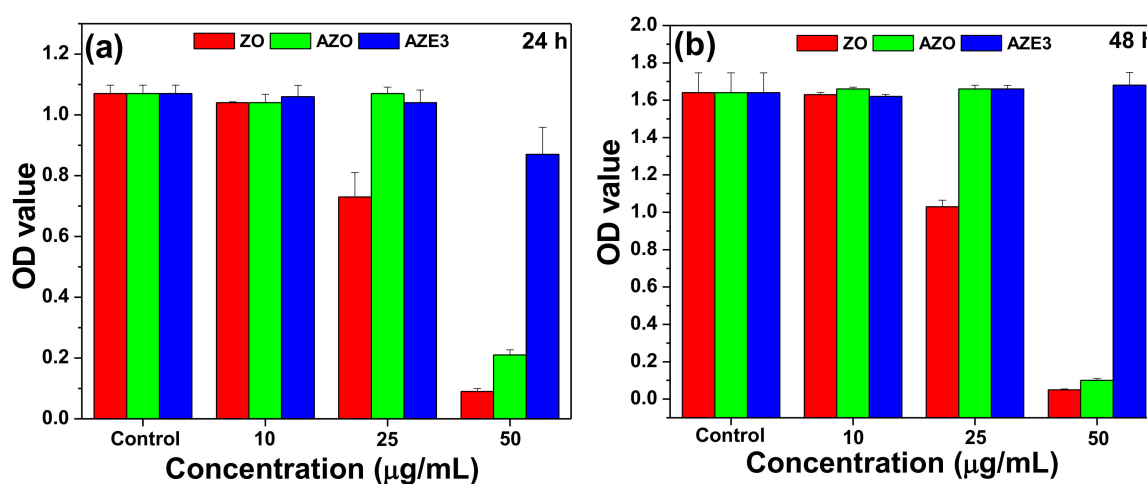 (a) ZO AZO AZE3 24 h
1.2
1.0
0.8
0.6
0.4
0.2
0.0
OD value
Control 10 25 50
Concentration (μg/mL)
(b) ZO AZO AZE3 48 h
2.0
1.8
1.6
1.4
1.2
1.0
0.8
0.6
0.4
0.2
0.0
OD value
Control 10 25 50
Concentration (μg/mL)